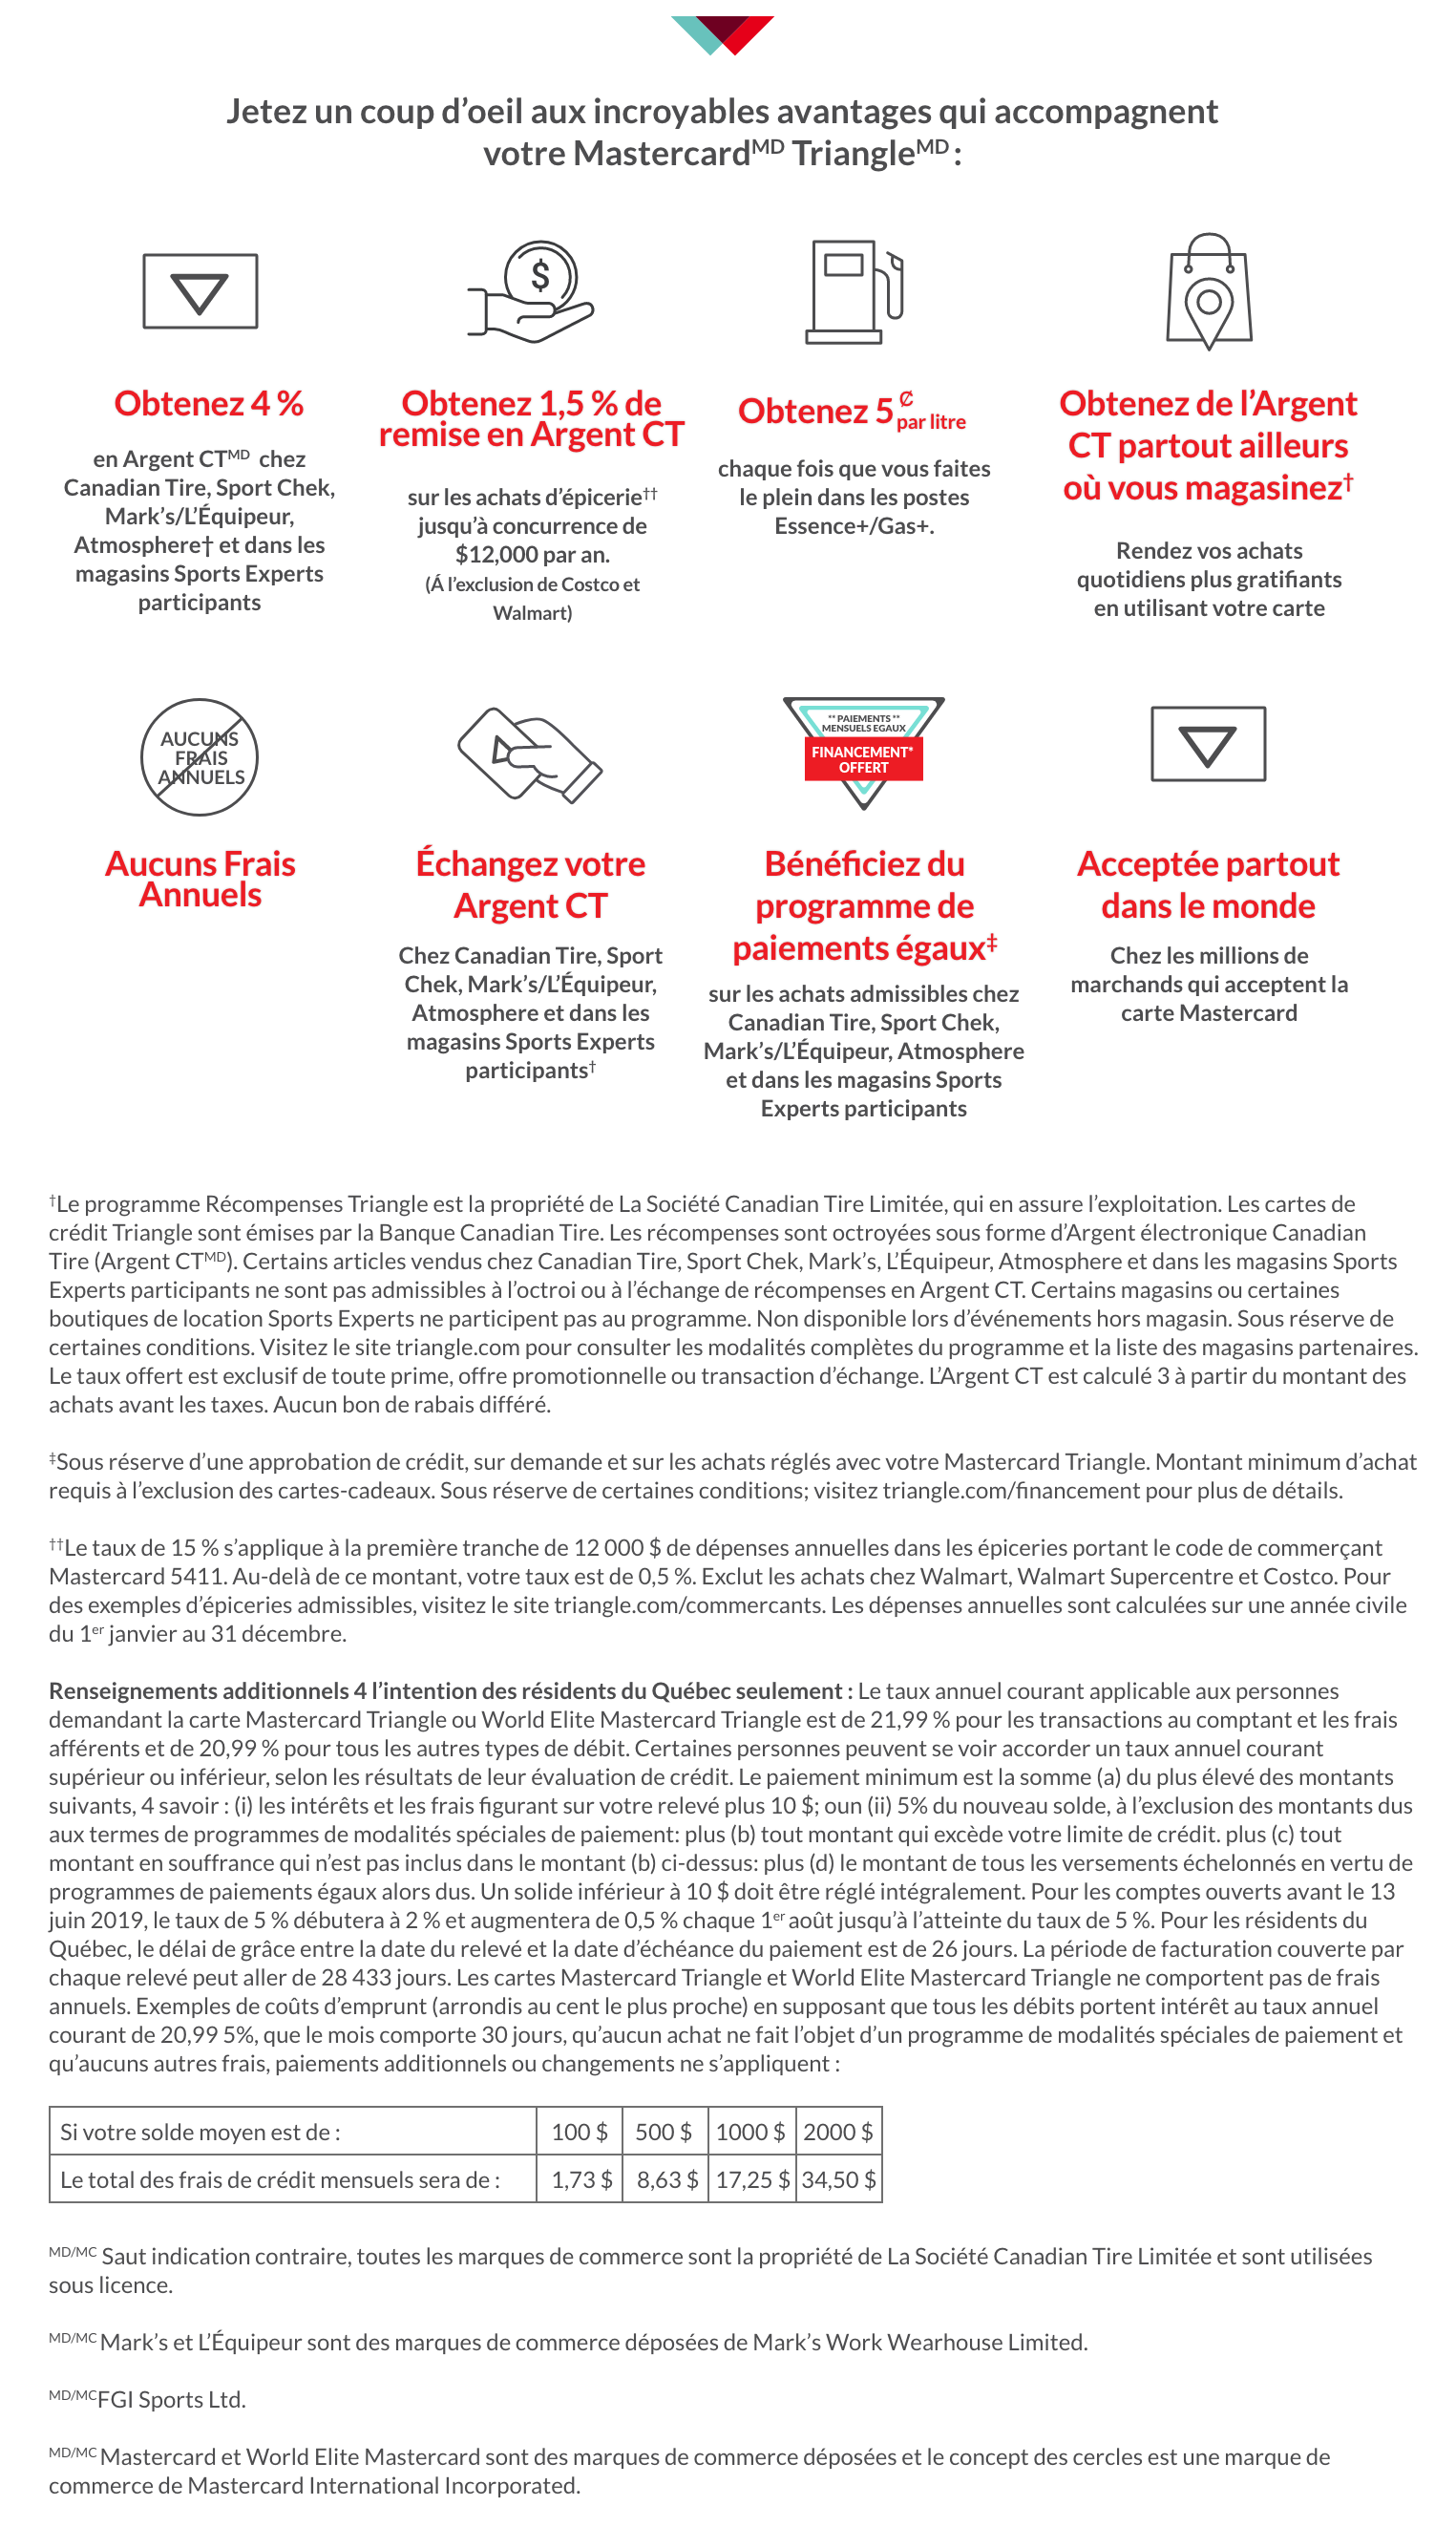 Jetez un coup d’oeil aux incroyables avantages qui accompagnent
votre Mastercardᴹᴰ Triangleᴹᴰ :
Obtenez 4 %
en Argent CTᴹᴰ chez
Canadian Tire, Sport Chek,
Mark’s/L’Équipeur,
Atmosphere† et dans les
magasins Sports Experts
participants
$
Obtenez 1,5 % de
remise en Argent CT
sur les achats d’épicerie††
jusqu’à concurrence de
$12,000 par an.
(Á l’exclusion de Costco et
Walmart)
Obtenez 5 ₡
par litre
chaque fois que vous faites
le plein dans les postes
Essence+/Gas+.
Obtenez de l’Argent
CT partout ailleurs
où vous magasinez†
Rendez vos achats
quotidiens plus gratifiants
en utilisant votre carte
AUCUNS
FRAIS
ANNUELS
Aucuns Frais
Annuels
Échangez votre
Argent CT
Chez Canadian Tire, Sport
Chek, Mark’s/L’Équipeur,
Atmosphere et dans les
magasins Sports Experts
participants†
** PAIEMENTS **
MENSUELS EGAUX
FINANCEMENT*
OFFERT
Bénéficiez du
programme de
paiements égaux‡
sur les achats admissibles chez
Canadian Tire, Sport Chek,
Mark’s/L’Équipeur, Atmosphere
et dans les magasins Sports
Experts participants
Acceptée partout
dans le monde
Chez les millions de
marchands qui acceptent la
carte Mastercard
†Le programme Récompenses Triangle est la propriété de La Société Canadian Tire Limitée, qui en assure l’exploitation. Les cartes de
crédit Triangle sont émises par la Banque Canadian Tire. Les récompenses sont octroyées sous forme d’Argent électronique Canadian
Tire (Argent CTᴹᴰ). Certains articles vendus chez Canadian Tire, Sport Chek, Mark’s, L’Équipeur, Atmosphere et dans les magasins Sports
Experts participants ne sont pas admissibles à l’octroi ou à l’échange de récompenses en Argent CT. Certains magasins ou certaines
boutiques de location Sports Experts ne participent pas au programme. Non disponible lors d’événements hors magasin. Sous réserve de
certaines conditions. Visitez le site triangle.com pour consulter les modalités complètes du programme et la liste des magasins partenaires.
Le taux offert est exclusif de toute prime, offre promotionnelle ou transaction d’échange. L’Argent CT est calculé 3 à partir du montant des
achats avant les taxes. Aucun bon de rabais différé.
‡Sous réserve d’une approbation de crédit, sur demande et sur les achats réglés avec votre Mastercard Triangle. Montant minimum d’achat
requis à l’exclusion des cartes-cadeaux. Sous réserve de certaines conditions; visitez triangle.com/financement pour plus de détails.
††Le taux de 15 % s’applique à la première tranche de 12 000 $ de dépenses annuelles dans les épiceries portant le code de commerçant
Mastercard 5411. Au-delà de ce montant, votre taux est de 0,5 %. Exclut les achats chez Walmart, Walmart Supercentre et Costco. Pour
des exemples d’épiceries admissibles, visitez le site triangle.com/commercants. Les dépenses annuelles sont calculées sur une année civile
du 1ᵉʳ janvier au 31 décembre.
Renseignements additionnels 4 l’intention des résidents du Québec seulement : Le taux annuel courant applicable aux personnes
demandant la carte Mastercard Triangle ou World Elite Mastercard Triangle est de 21,99 % pour les transactions au comptant et les frais
afférents et de 20,99 % pour tous les autres types de débit. Certaines personnes peuvent se voir accorder un taux annuel courant
supérieur ou inférieur, selon les résultats de leur évaluation de crédit. Le paiement minimum est la somme (a) du plus élevé des montants
suivants, 4 savoir : (i) les intérêts et les frais figurant sur votre relevé plus 10 $; oun (ii) 5% du nouveau solde, à l’exclusion des montants dus
aux termes de programmes de modalités spéciales de paiement: plus (b) tout montant qui excède votre limite de crédit. plus (c) tout
montant en souffrance qui n’est pas inclus dans le montant (b) ci-dessus: plus (d) le montant de tous les versements échelonnés en vertu de
programmes de paiements égaux alors dus. Un solide inférieur à 10 $ doit être réglé intégralement. Pour les comptes ouverts avant le 13
juin 2019, le taux de 5 % débutera à 2 % et augmentera de 0,5 % chaque 1ᵉʳ août jusqu’à l’atteinte du taux de 5 %. Pour les résidents du
Québec, le délai de grâce entre la date du relevé et la date d’échéance du paiement est de 26 jours. La période de facturation couverte par
chaque relevé peut aller de 28 433 jours. Les cartes Mastercard Triangle et World Elite Mastercard Triangle ne comportent pas de frais
annuels. Exemples de coûts d’emprunt (arrondis au cent le plus proche) en supposant que tous les débits portent intérêt au taux annuel
courant de 20,99 5%, que le mois comporte 30 jours, qu’aucun achat ne fait l’objet d’un programme de modalités spéciales de paiement et
qu’aucuns autres frais, paiements additionnels ou changements ne s’appliquent :
Si votre solde moyen est de : 100 $ 500 $ 1000 $ 2000 $
Le total des frais de crédit mensuels sera de : 1,73 $ 8,63 $ 17,25 $ 34,50 $
MD/MC Saut indication contraire, toutes les marques de commerce sont la propriété de La Société Canadian Tire Limitée et sont utilisées
sous licence.
MD/MC Mark’s et L’Équipeur sont des marques de commerce déposées de Mark’s Work Wearhouse Limited.
MD/MCFGI Sports Ltd.
MD/MC Mastercard et World Elite Mastercard sont des marques de commerce déposées et le concept des cercles est une marque de
commerce de Mastercard International Incorporated.